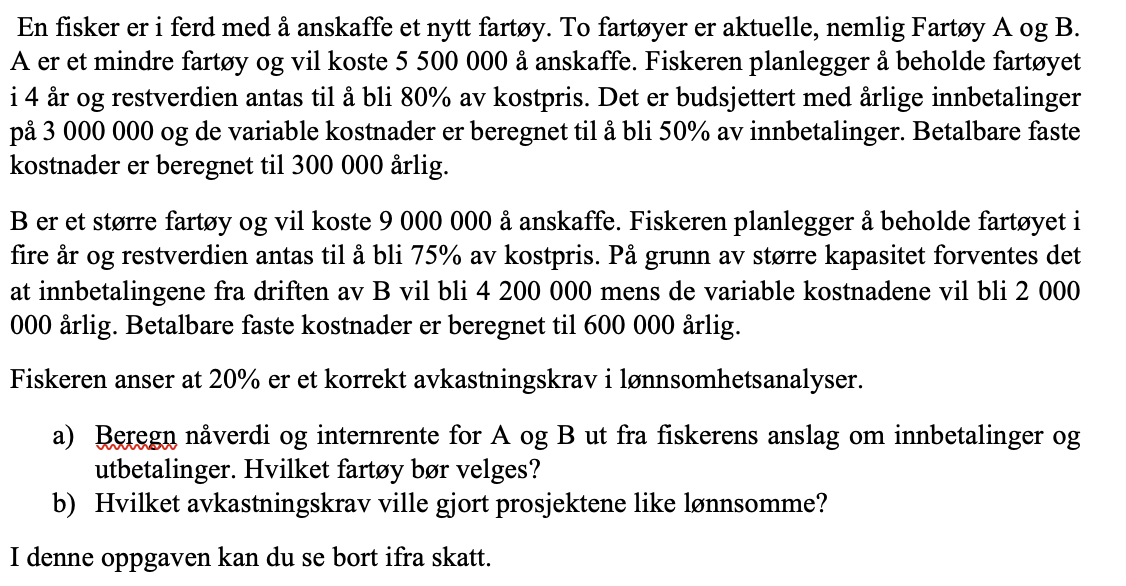 En fisker er i ferd med å anskaffe et nytt fartøy. To fartøyer er aktuelle, nemlig Fartøy A og B.
A er et mindre fartøy og vil koste 5 500 000 å anskaffe. Fiskeren planlegger å beholde fartøyet
i 4 år og restverdien antas til å bli 80% av kostpris. Det er budsjettert med årlige innbetalinger
på 3 000 000 og de variable kostnader er beregnet til å bli 50% av innbetalinger. Betalbare faste
kostnader er beregnet til 300 000 årlig.
B er et større fartøy og vil koste 9 000 000 å anskaffe. Fiskeren planlegger å beholde fartøyet i
fire år og restverdien antas til å bli 75% av kostpris. På grunn av større kapasitet forventes det
at innbetalingene fra driften av B vil bli 4 200 000 mens de variable kostnadene vil bli 2 000
000 årlig. Betalbare faste kostnader er beregnet til 600 000 årlig.
Fiskeren anser at 20% er et korrekt avkastningskrav i lønnsomhetsanalyser.
a) Beregn nåverdi og internrente for A og B ut fra fiskerens anslag om innbetalinger og
utbetalinger. Hvilket fartøy bør velges?
b) Hvilket avkastningskrav ville gjort prosjektene like lønnsomme?
I denne oppgaven kan du se bort ifra skatt.